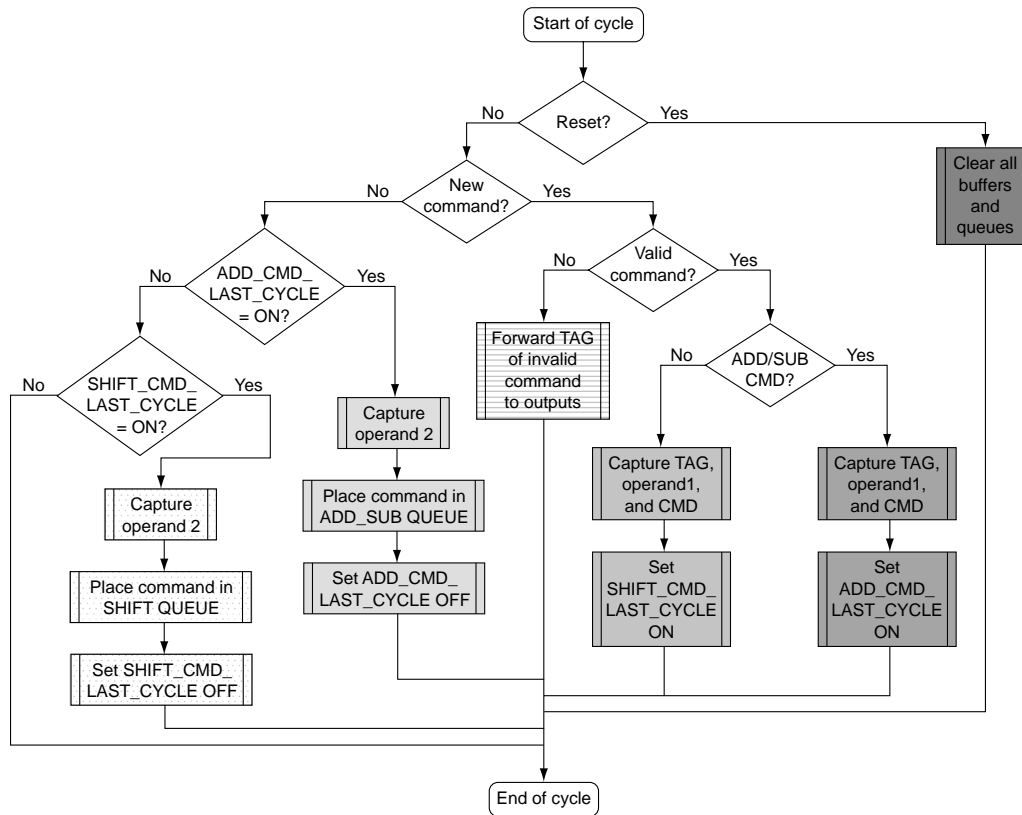 Start of cycle
Reset?
No
Yes
Clear all
buffers
and
queues
New
command?
No
Yes
ADD_CMD_
LAST_CYCLE
= ON?
No
Yes
Valid
command?
No
Yes
SHIFT_CMD_
LAST_CYCLE
= ON?
No
Yes
Forward TAG
of invalid
command
to outputs
ADD/SUB
CMD?
No
Yes
Capture
operand 2
Place command in
SHIFT QUEUE
Set SHIFT_CMD_
LAST_CYCLE OFF
Capture
operand 2
Place command in
ADD_SUB QUEUE
Set ADD_CMD_
LAST_CYCLE OFF
Capture TAG,
operand1,
and CMD
Set
SHIFT_CMD_
LAST_CYCLE
ON
Capture TAG,
operand1,
and CMD
Set
ADD_CMD_
LAST_CYCLE
ON
End of cycle